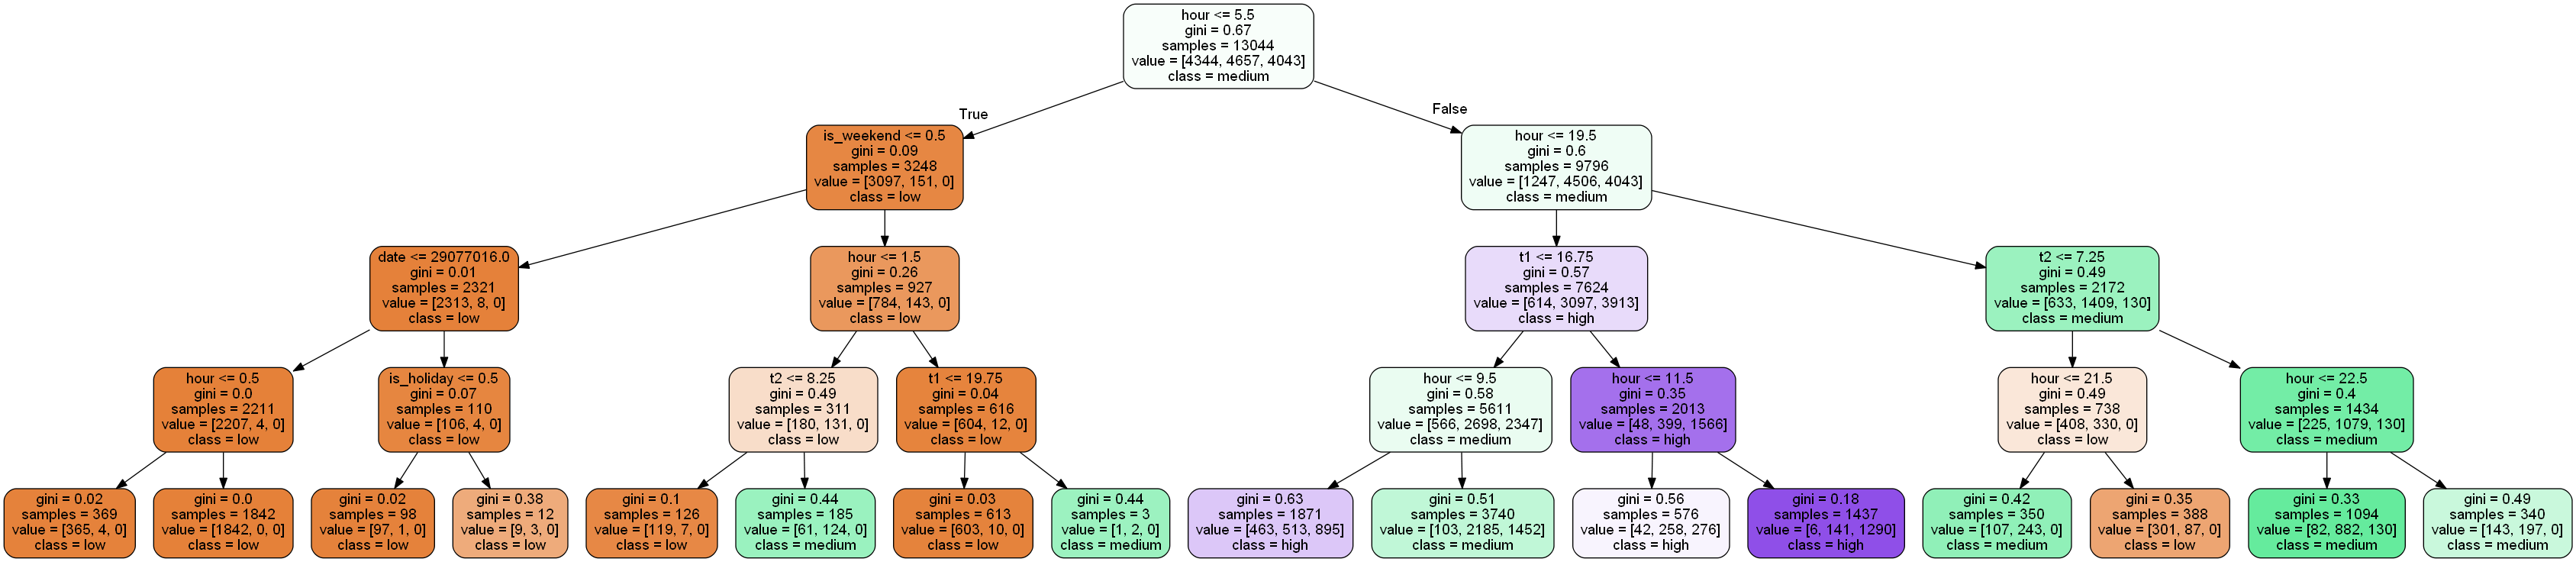 hour <= 5.5
gini = 0.67
samples = 13044
value = [4344, 4657, 4043]
class = medium
True
False
is_weekend <= 0.5
gini = 0.09
samples = 3248
value = [3097, 151, 0]
class = low
hour <= 19.5
gini = 0.6
samples = 9796
value = [1247, 4506, 4043]
class = medium
date <= 29077016.0
gini = 0.01
samples = 2321
value = [2313, 8, 0]
class = low
hour <= 1.5
gini = 0.26
samples = 927
value = [784, 143, 0]
class = low
t1 <= 16.75
gini = 0.57
samples = 7624
value = [614, 3097, 3913]
class = high
t2 <= 7.25
gini = 0.49
samples = 2172
value = [633, 1409, 130]
class = medium
hour <= 0.5
gini = 0.0
samples = 2211
value = [2207, 4, 0]
class = low
is_holiday <= 0.5
gini = 0.07
samples = 110
value = [106, 4, 0]
class = low
t2 <= 8.25
gini = 0.49
samples = 311
value = [180, 131, 0]
class = low
t1 <= 19.75
gini = 0.04
samples = 616
value = [604, 12, 0]
class = low
hour <= 9.5
gini = 0.58
samples = 5611
value = [566, 2698, 2347]
class = medium
hour <= 11.5
gini = 0.35
samples = 2013
value = [48, 399, 1566]
class = high
hour <= 21.5
gini = 0.49
samples = 738
value = [408, 330, 0]
class = low
hour <= 22.5
gini = 0.4
samples = 1434
value = [225, 1079, 130]
class = medium
gini = 0.02
samples = 369
value = [365, 4, 0]
class = low
gini = 0.0
samples = 1842
value = [1842, 0, 0]
class = low
gini = 0.02
samples = 98
value = [97, 1, 0]
class = low
gini = 0.38
samples = 12
value = [9, 3, 0]
class = low
gini = 0.1
samples = 126
value = [119, 7, 0]
class = low
gini = 0.44
samples = 185
value = [61, 124, 0]
class = medium
gini = 0.03
samples = 613
value = [603, 10, 0]
class = low
gini = 0.44
samples = 3
value = [1, 2, 0]
class = medium
gini = 0.63
samples = 1871
value = [463, 513, 895]
class = high
gini = 0.51
samples = 3740
value = [103, 2185, 1452]
class = medium
gini = 0.56
samples = 576
value = [42, 258, 276]
class = high
gini = 0.18
samples = 1437
value = [6, 141, 1290]
class = high
gini = 0.42
samples = 350
value = [107, 243, 0]
class = medium
gini = 0.35
samples = 388
value = [301, 87, 0]
class = low
gini = 0.33
samples = 1094
value = [82, 882, 130]
class = medium
gini = 0.49
samples = 340
value = [143, 197, 0]
class = medium